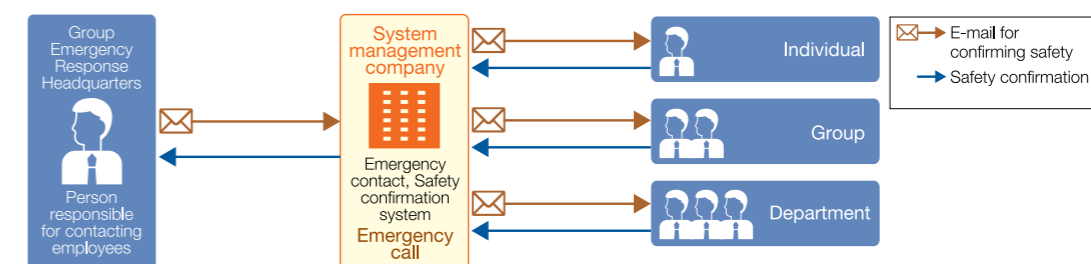 Group
Emergency
Response
Headquarters
Person
responsible
for contacting
employees
System
management
company
Emergency
contact, Safety
confirmation
system
Emergency
call
Individual
Group
Department
E-mail for
confirming safety
Safety confirmation